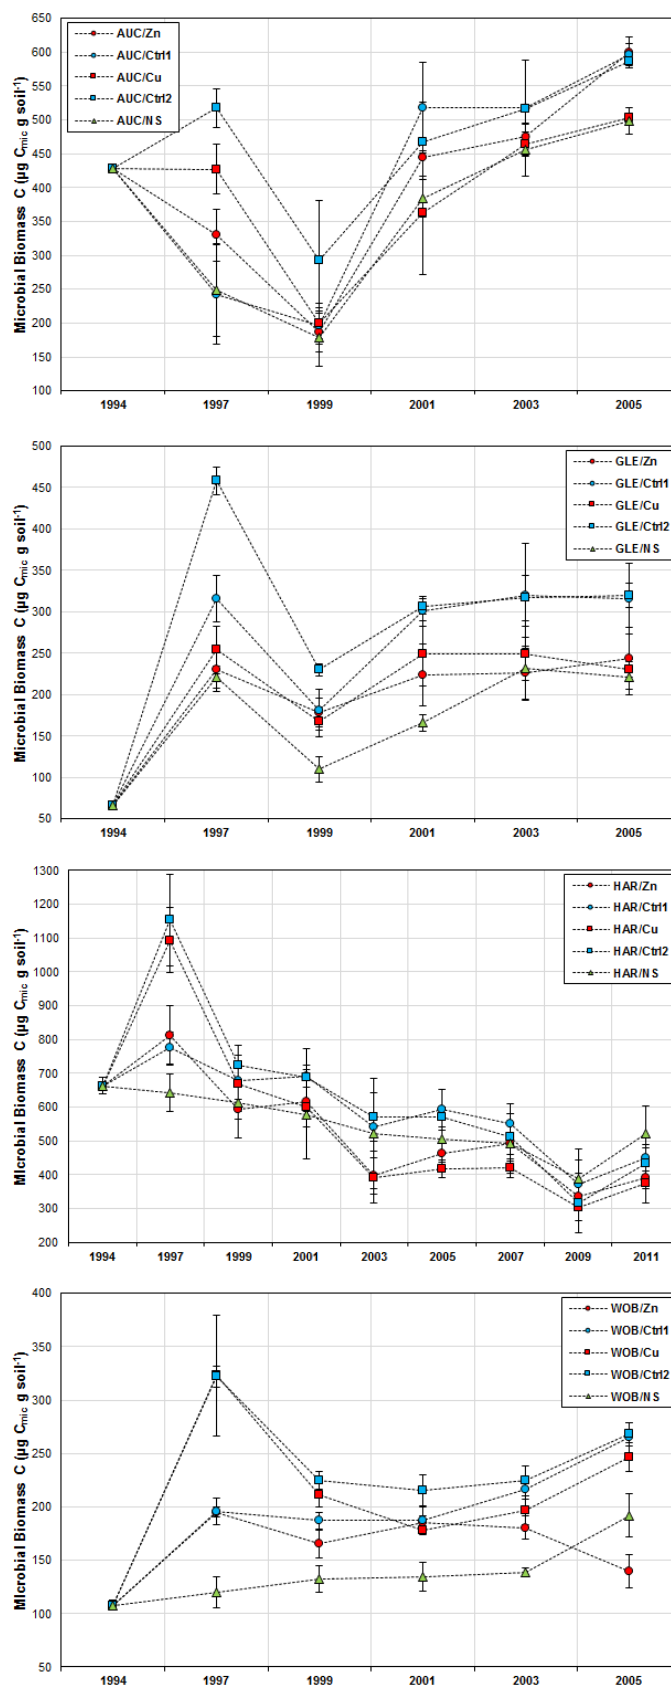 Microbial Biomass C (µg Cmic g soil-1)
650
600
550
500
450
400
350
300
250
200
150
100
AUC/Zn
AUC/Ctrl1
AUC/Cu
AUC/Ctrl2
AUC/NS
1994 1997 1999 2001 2003 2005
Microbial Biomass C (µg Cmic g soil-1)
500
450
400
350
300
250
200
150
100
50
GLE/Zn
GLE/Ctrl1
GLE/Cu
GLE/Ctrl2
GLE/NS
1994 1997 1999 2001 2003 2005
Microbial Biomass C (µg Cmic g soil-1)
1300
1200
1100
1000
900
800
700
600
500
400
300
200
HAR/Zn
HAR/Ctrl1
HAR/Cu
HAR/Ctrl2
HAR/NS
1994 1997 1999 2001 2003 2005 2007 2009 2011
Microbial Biomass C (µg Cmic g soil-1)
400
350
300
250
200
150
100
50
WOB/Zn
WOB/Ctrl1
WOB/Cu
WOB/Ctrl2
WOB/NS
1994 1997 1999 2001 2003 2005